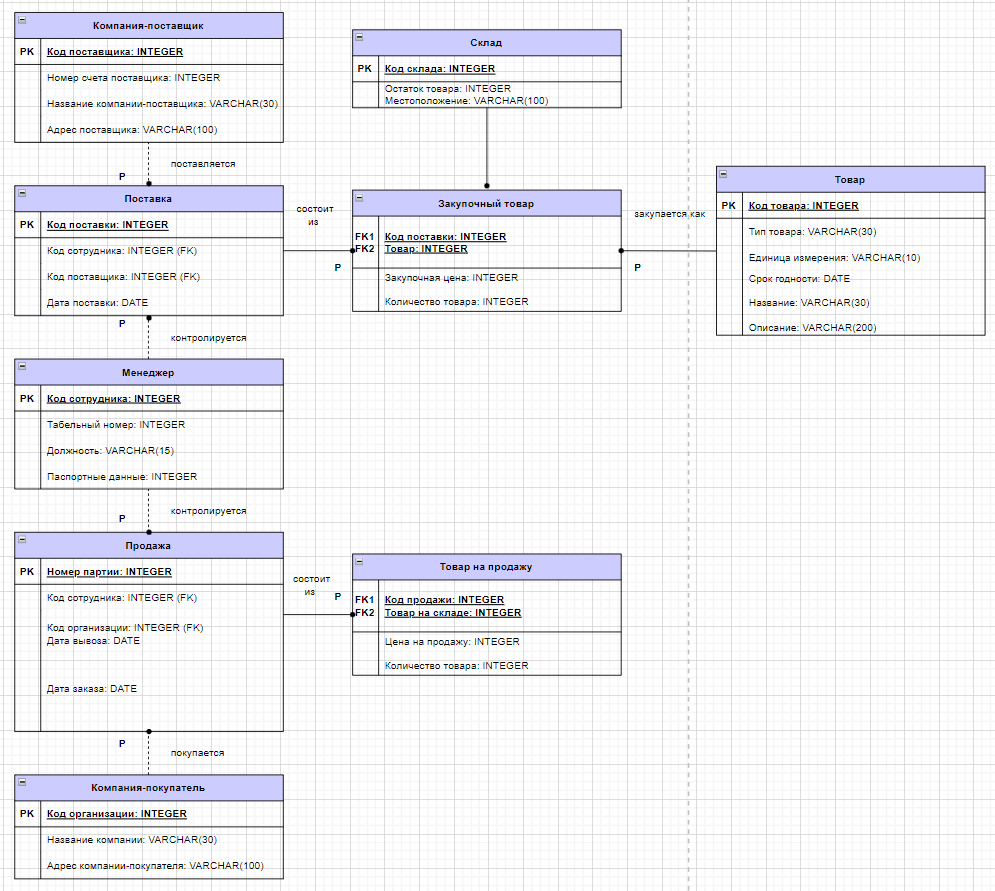 Компания-поставщик
PK Код поставщика: INTEGER
Номер счета поставщика: INTEGER
Название компании-поставщика: VARCHAR(30)
Адрес поставщика: VARCHAR(100)
P поставляется
Поставка
PK Код поставки: INTEGER
Код сотрудника: INTEGER (FK)
Код поставщика: INTEGER (FK)
Дата поставки: DATE
P
контролируется
Менеджер
PK Код сотрудника: INTEGER
Табельный номер: INTEGER
Должность: VARCHAR(15)
Паспортные данные: INTEGER
P контролируется
Продажа
PK Номер партии: INTEGER
Код сотрудника: INTEGER (FK)
Код организации: INTEGER (FK)
Дата вывоза: DATE
Дата заказа: DATE
P покупается
Компания-покупатель
PK Код организации: INTEGER
Название компании: VARCHAR(30)
Адрес компании-покупателя: VARCHAR(100)
Склад
PK Код склада: INTEGER
Остаток товара: INTEGER
Местоположение: VARCHAR(100)
состоит
из
P
Закупочный товар
FK1 Код поставки: INTEGER
FK2 Товар: INTEGER
Закупочная цена: INTEGER
Количество товара: INTEGER
закупается как
P
Товар
PK Код товара: INTEGER
Тип товара: VARCHAR(30)
Единица измерения: VARCHAR(10)
Срок годности: DATE
Название: VARCHAR(30)
Описание: VARCHAR(200)
состоит
из P
Товар на продажу
FK1 Код продажи: INTEGER
FK2 Товар на складе: INTEGER
Цена на продажу: INTEGER
Количество товара: INTEGER